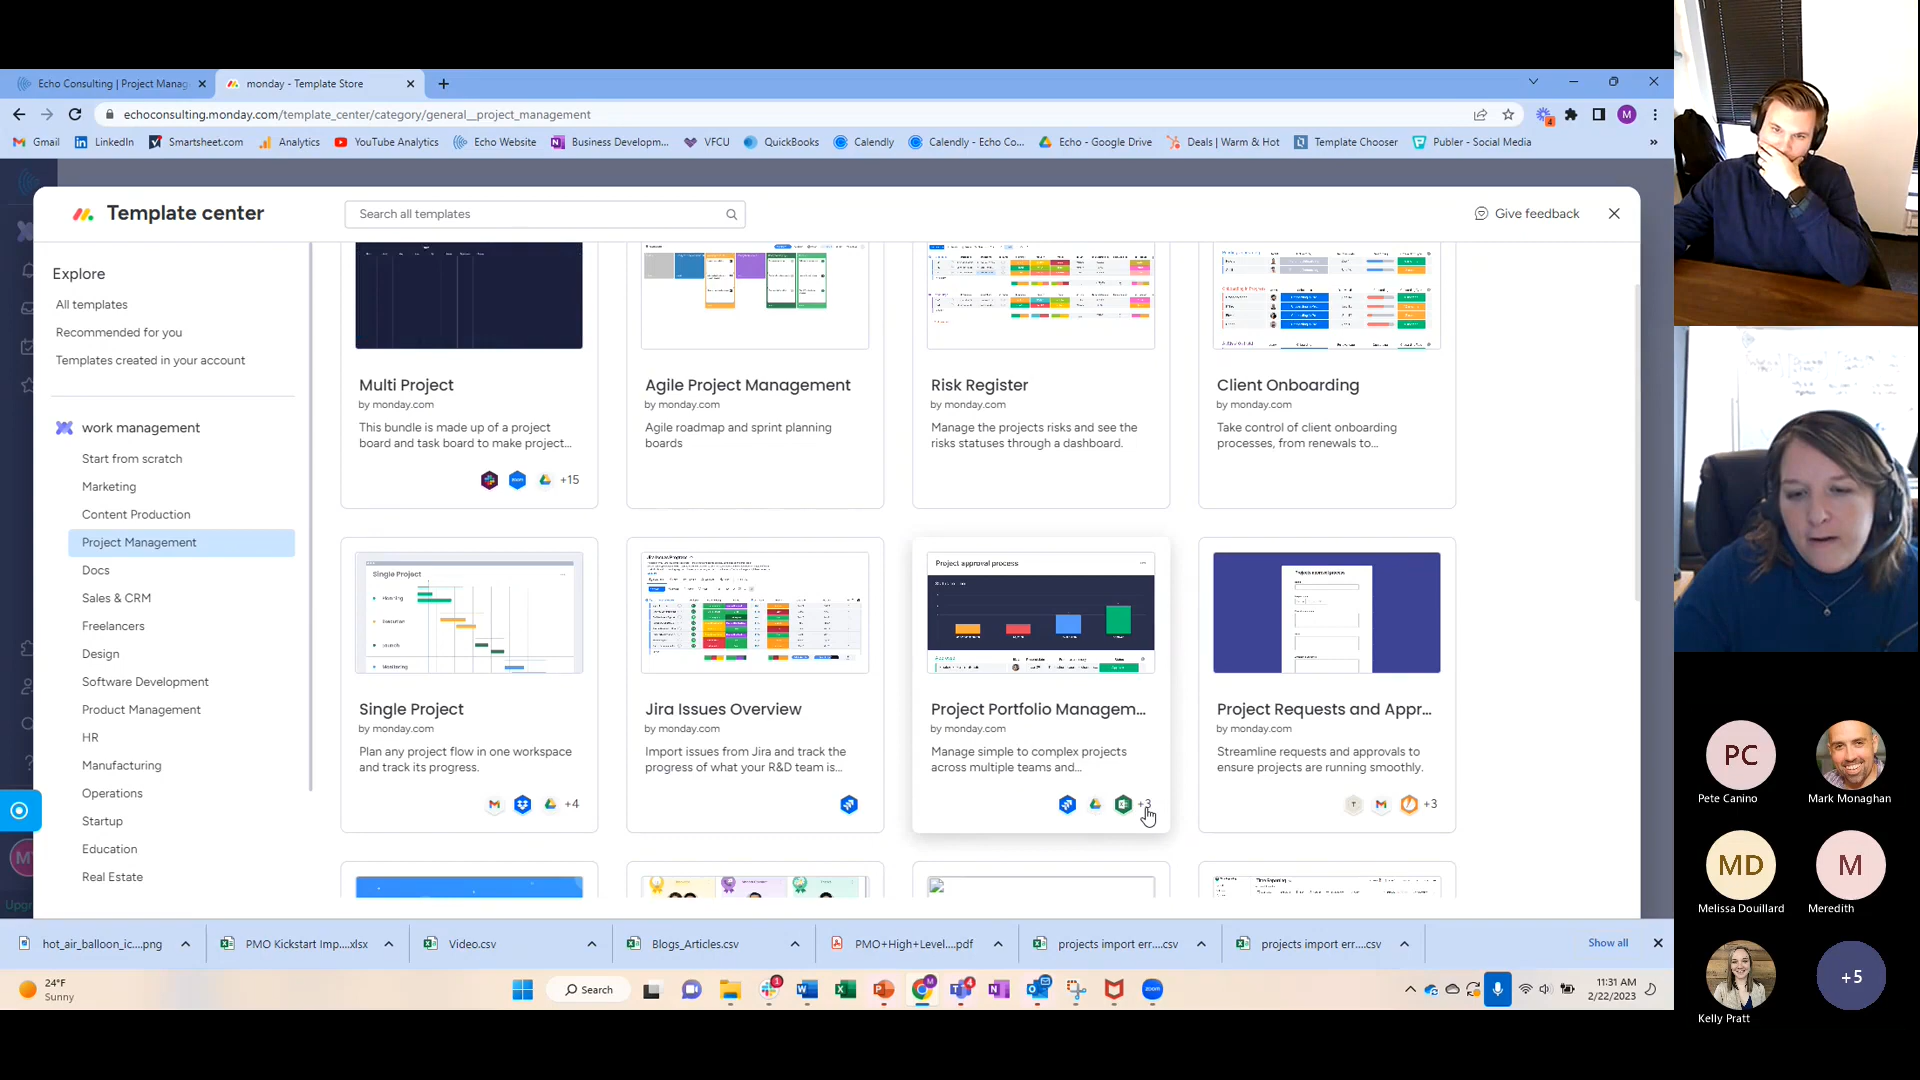 Echo Consulting | Project Manag
monday - Template Store
echoconsulting.monday.com/template_center/category/general__project_management
Gmail
LinkedIn
Smartsheet.com
Analytics
YouTube Analytics
Echo Website
Business Developm...
VFCU
QuickBooks
Calendly
Calendly - Echo Co...
Echo - Google Drive
Deals | Warm & Hot
Template Chooser
Publer - Social Media
»
4
M
Template center
Search all templates
Give feedback
Explore
All templates
Recommended for you
Templates created in your account
work management
Start from scratch
Marketing
Content Production
Project Management
Docs
Sales & CRM
Freelancers
Design
Software Development
Product Management
HR
Manufacturing
Operations
Startup
Education
Real Estate
Multi Project
by monday.com
This bundle is made up of a project
board and task board to make project...
+15
Agile Project Management
by monday.com
Agile roadmap and sprint planning
boards
Risk Register
by monday.com
Manage the projects risks and see the
risks statuses through a dashboard.
Client Onboarding
by monday.com
Take control of client onboarding
processes, from renewals to...
Single Project
Planning
Execution
Launch
Monitoring
Single Project
by monday.com
Plan any project flow in one workspace
and track its progress.
+4
Jira Issues Progress
Jira Issues Overview
by monday.com
Import issues from Jira and track the
progress of what your R&D team is...
Project approval process
Project Portfolio Managem...
by monday.com
Manage simple to complex projects
across multiple teams and...
+3
Projects approval process
Project Requests and Appr...
by monday.com
Streamline requests and approvals to
ensure projects are running smoothly.
+3
Time Reporting
hot_air_balloon_ic....png
PMO Kickstart Imp....xlsx
Video.csv
Blogs_Articles.csv
PMO+High+Level....pdf
projects import err....csv
projects import err....csv
Show all
24°F
Sunny
Search
11:31 AM
2/22/2023
PC
Pete Canino
Mark Monaghan
MD
Melissa Douillard
M
Meredith
Kelly Pratt
+5